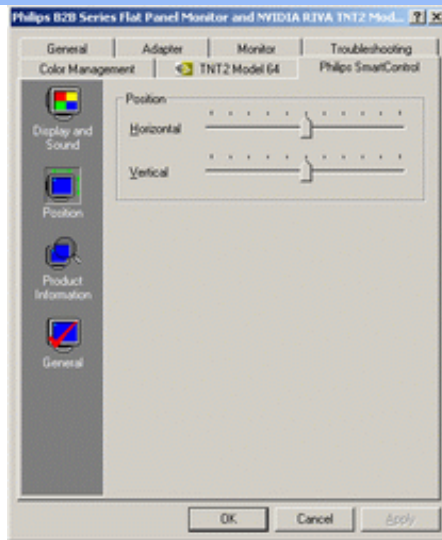 Philips B2B Series Flat Panel Monitor and NVIDIA RIVA TNT2 Mod...
General Adapter Monitor Troubleshooting
Color Management TNT2 Model 64 Philips SmartControl
Display and
Sound
Position
Product
Information
General
Position
Horizontal
Vertical
OK Cancel Apply